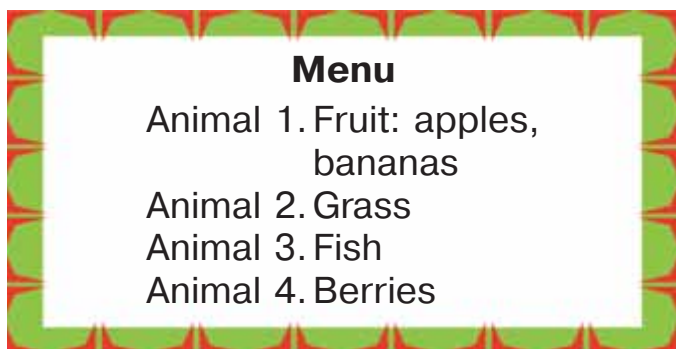 Menu
Animal 1. Fruit: apples,
bananas
Animal 2. Grass
Animal 3. Fish
Animal 4. Berries